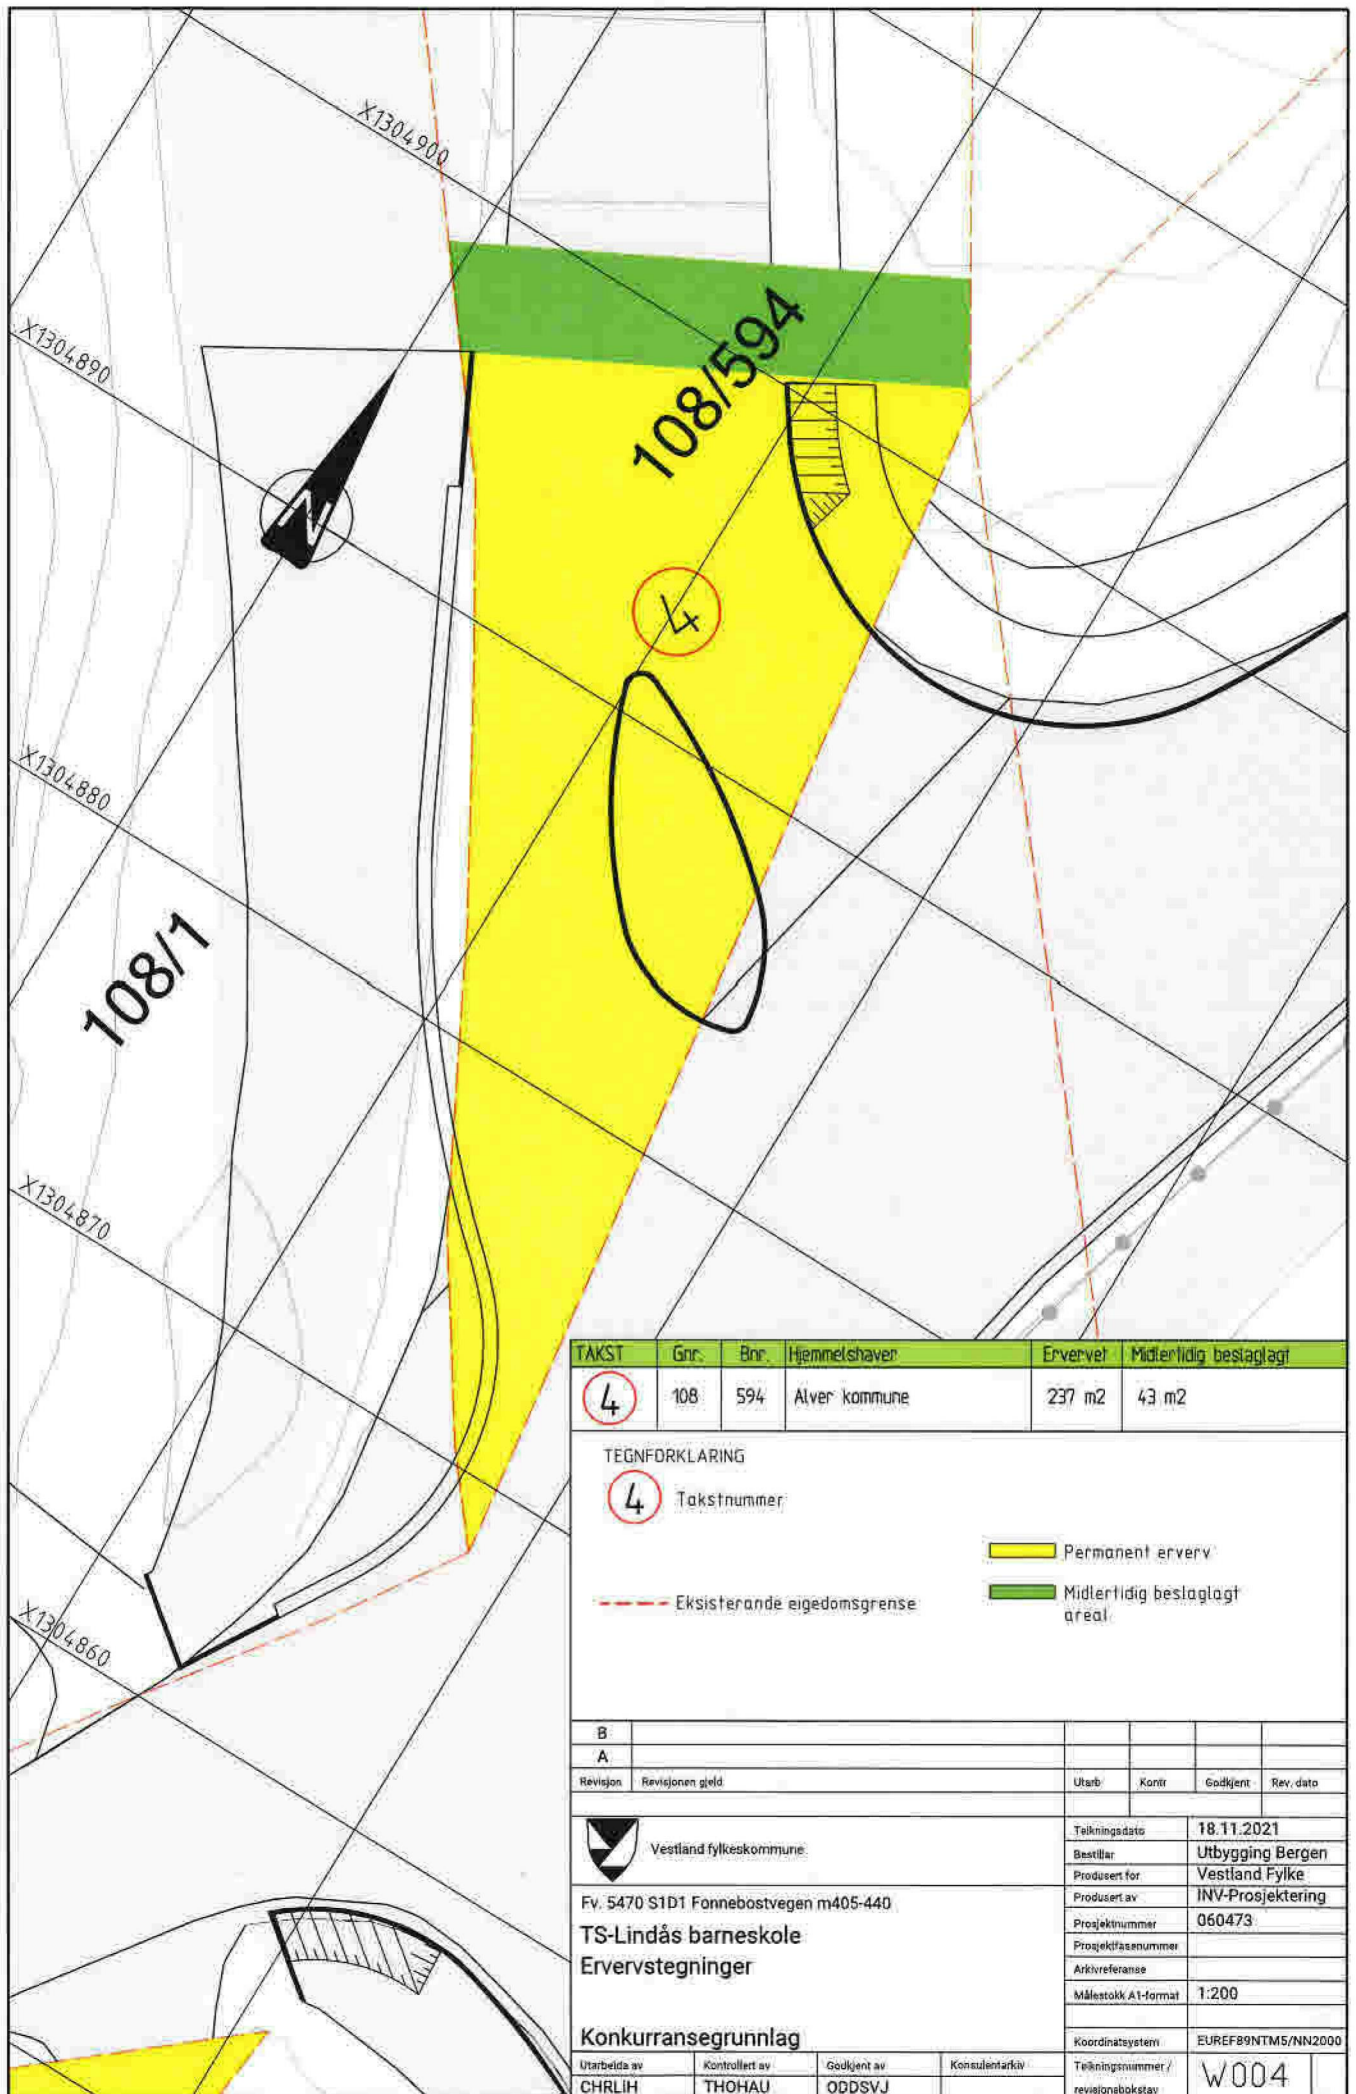 X1304900
X1304890
108/594
N
4
X1304880
108/1
X1304870
X1304860
TAKST Gnr. Bnr. Hjemmelshaver Ervervet Midlertidig beslaglagt
4 108 594 Alver kommune 237 m2 43 m2
TEGNFORKLARING
4 Takstnummer
Permanent erverv
Eksisterande eigedomsgrense
Midlertidig beslaglagt
areal
B
A
Revisjon Revisjonen gjeld Utarb Kontr Godkjent Rev. dato
Vestland fylkeskommune
Teikningsdato 18.11.2021
Bestillar Utbygging Bergen
Produsert for Vestland Fylke
Fv. 5470 S1D1 Fonnebostvegen m405-440
TS-Lindås barneskole
Ervervstegninger
Produsert av INV-Prosjektering
Prosjektnummer 060473
Prosjektfasenummer
Arkivreferanse
Målestokk A1-format 1:200
Konkurransegrunnlag
Koordinatsystem EUREF89NTM5/NN2000
Utarbeida av Kontrollert av Godkjent av Konsulentarkiv
CHRLIH THOHAU ODDSVJ
Teikningsnummer /
revisjonsbokstav W004